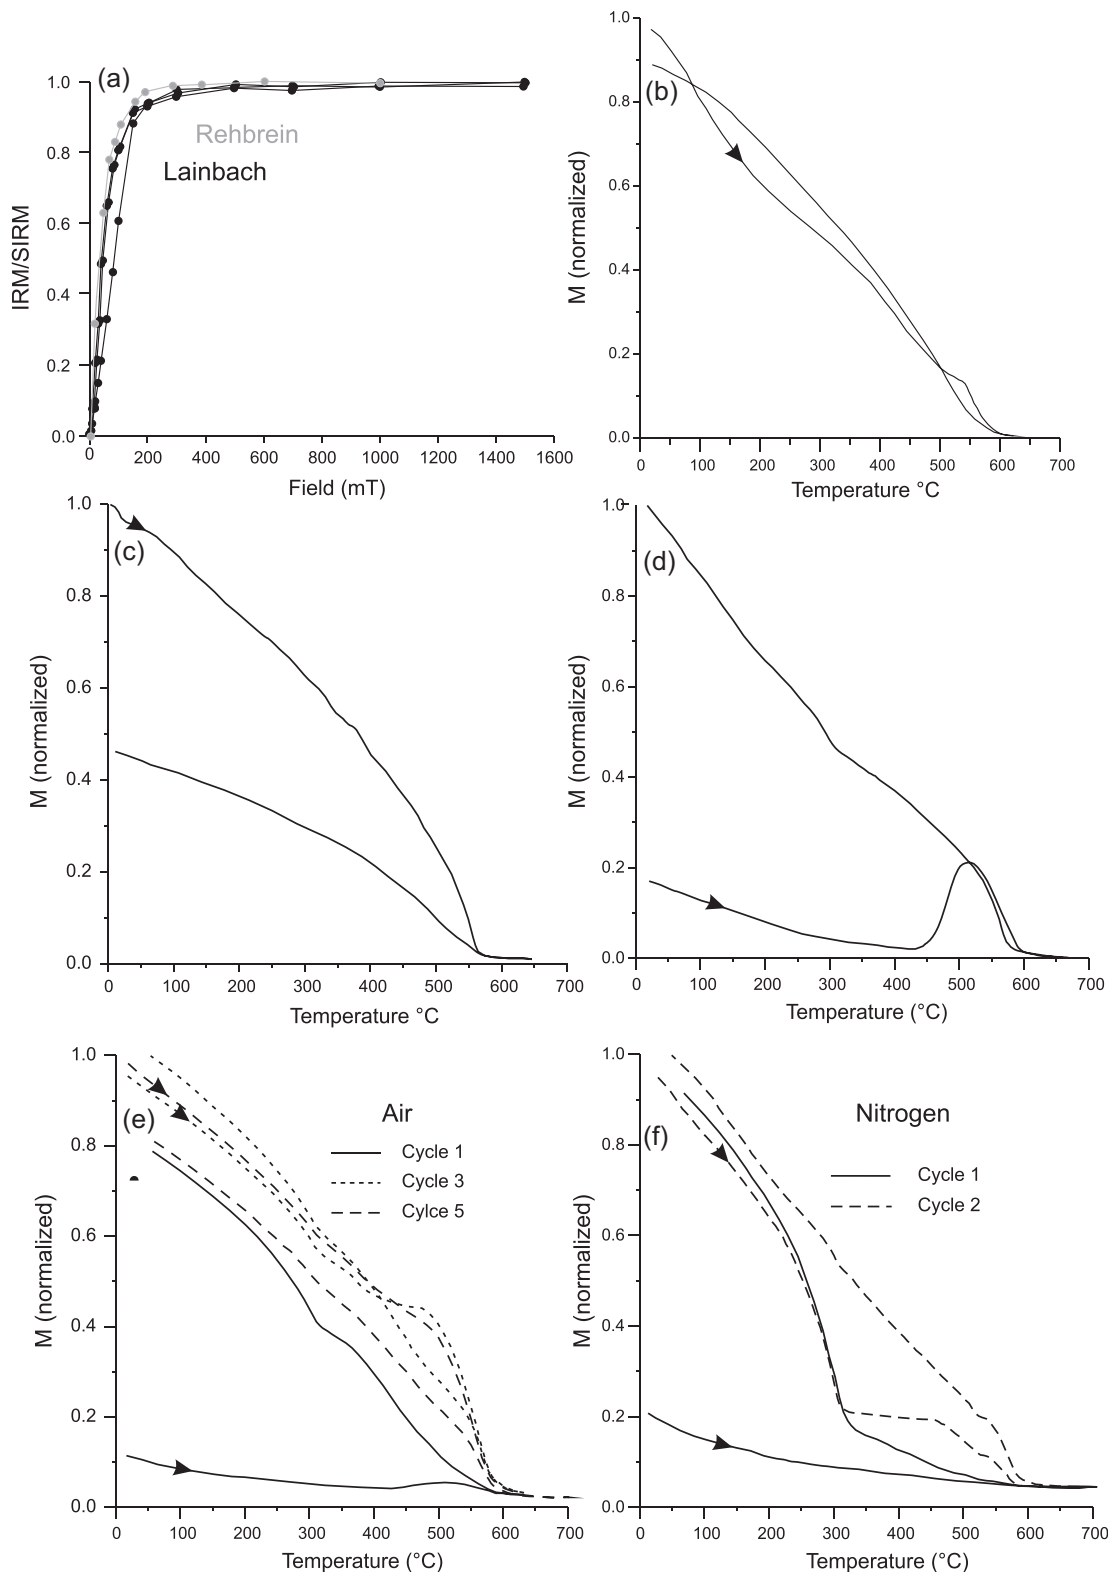 (a)
Rehbrein
Lainbach
IRM/SIRM
1.0
0.8
0.6
0.4
0.2
0.0
0 200 400 600 800 1000 1200 1400 1600
Field (mT)
(b)
M (normalized)
1.0
0.8
0.6
0.4
0.2
0.0
0 100 200 300 400 500 600 700
Temperature °C
(c)
M (normalized)
1.0
0.8
0.6
0.4
0.2
0.0
0 100 200 300 400 500 600 700
Temperature °C
(d)
M (normalized)
1.0
0.8
0.6
0.4
0.2
0.0
0 100 200 300 400 500 600 700
Temperature (°C)
(e)
Air
Cycle 1
Cycle 3
Cylce 5
M (normalized)
1.0
0.8
0.6
0.4
0.2
0.0
0 100 200 300 400 500 600 700
Temperature (°C)
(f)
Nitrogen
Cycle 1
Cycle 2
M (normalized)
1.0
0.8
0.6
0.4
0.2
0.0
0 100 200 300 400 500 600 700
Temperature (°C)